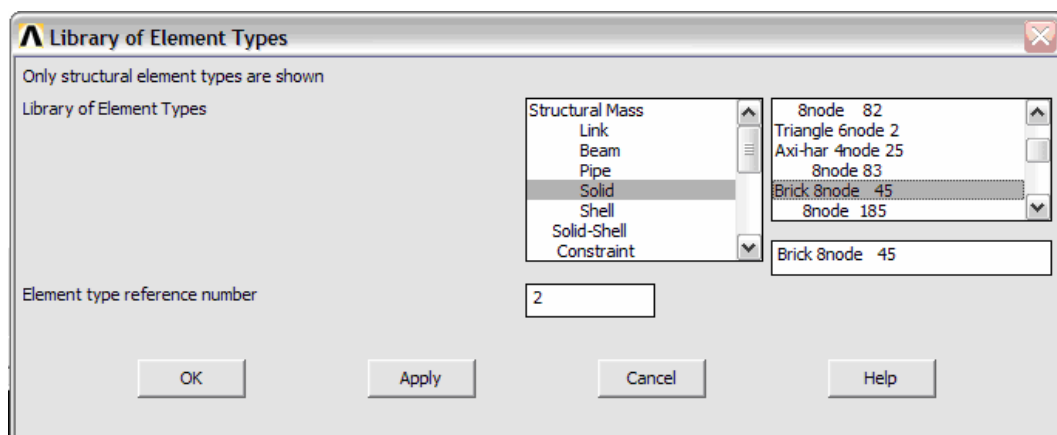 Library of Element Types
Only structural element types are shown
Library of Element Types
Structural Mass
Link
Beam
Pipe
Solid
Shell
Solid-Shell
Constraint
8node 82
Triangle 6node 2
Axi-har 4node 25
8node 83
Brick 8node 45
8node 185
Brick 8node 45
Element type reference number
2
OK Apply Cancel Help